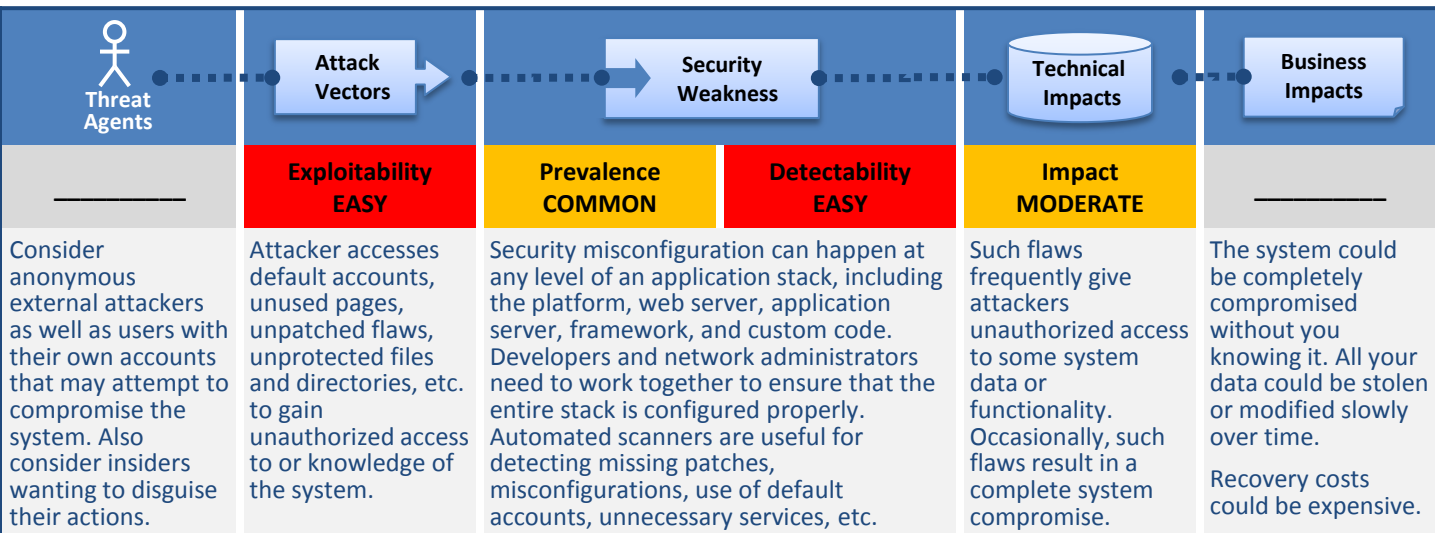 Threat
Agents
Attack
Vectors
Security
Weakness
Technical
Impacts
Business
Impacts
__________
Exploitability
EASY
Prevalence
COMMON
Detectability
EASY
Impact
MODERATE
__________
Consider
anonymous
external attackers
as well as users with
their own accounts
that may attempt to
compromise the
system. Also
consider insiders
wanting to disguise
their actions.
Attacker accesses
default accounts,
unused pages,
unpatched flaws,
unprotected files
and directories, etc.
to gain
unauthorized access
to or knowledge of
the system.
Security misconfiguration can happen at
any level of an application stack, including
the platform, web server, application
server, framework, and custom code.
Developers and network administrators
need to work together to ensure that the
entire stack is configured properly.
Automated scanners are useful for
detecting missing patches,
misconfigurations, use of default
accounts, unnecessary services, etc.
Such flaws
frequently give
attackers
unauthorized access
to some system
data or
functionality.
Occasionally, such
flaws result in a
complete system
compromise.
The system could
be completely
compromised
without you
knowing it. All your
data could be stolen
or modified slowly
over time.
Recovery costs
could be expensive.